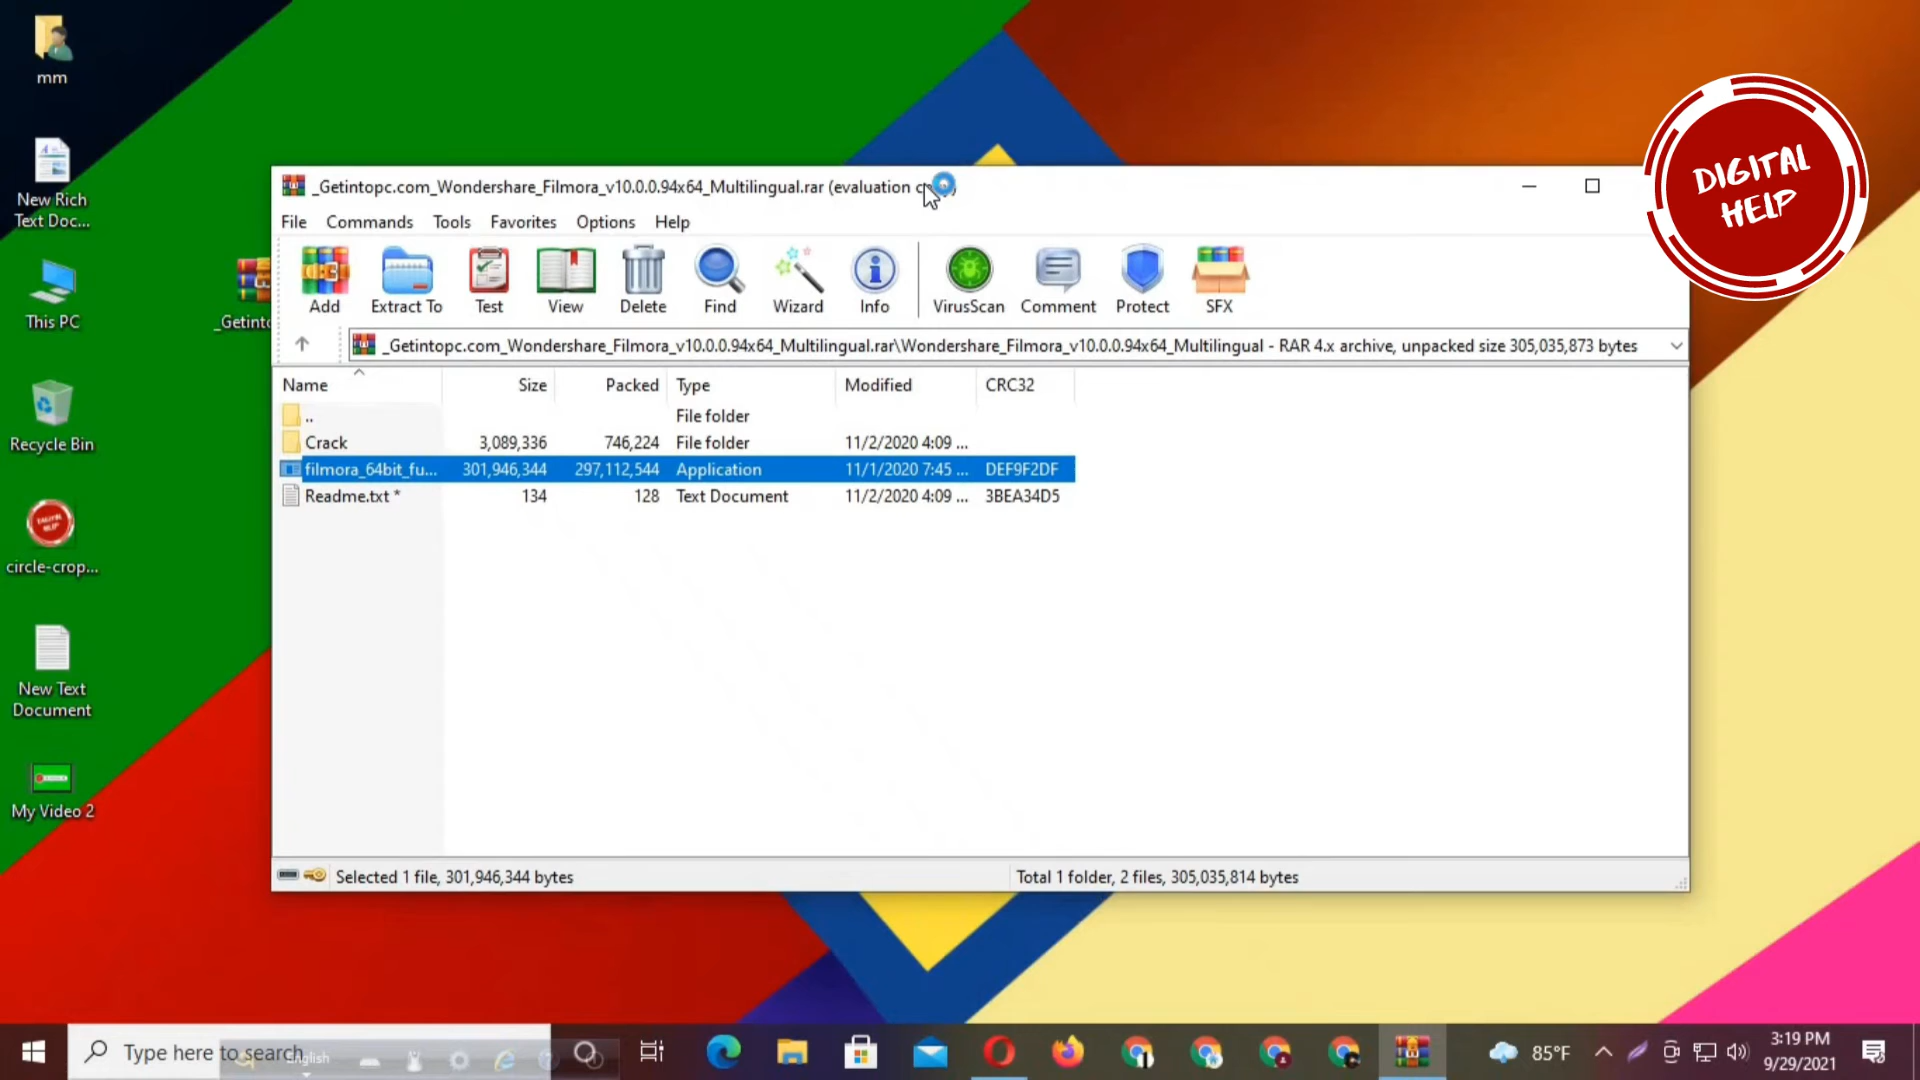 mm
New Rich
Text Doc...
This PC
Recycle Bin
circle-crop...
New Text
Document
My Video 2
_Getinto
DIGITAL
HELP
_Getintopc.com_Wondershare_Filmora_v10.0.0.94x64_Multilingual.rar (evaluation
File Commands Tools Favorites Options Help
Add Extract To Test View Delete Find Wizard Info VirusScan Comment Protect SFX
_Getintopc.com_Wondershare_Filmora_v10.0.0.94x64_Multilingual.rar\Wondershare_Filmora_v10.0.0.94x64_Multilingual - RAR 4.x archive, unpacked size 305,035,873 bytes
Name Size Packed Type Modified CRC32
.. File folder
Crack 3,089,336 746,224 File folder 11/2/2020 4:09 ...
filmora_64bit_fu... 301,946,344 297,112,544 Application 11/1/2020 7:45 ... DEF9F2DF
Readme.txt * 134 128 Text Document 11/2/2020 4:09 ... 3BEA34D5
Selected 1 file, 301,946,344 bytes
Total 1 folder, 2 files, 305,035,814 bytes
Type here to search
English
85°F
3:19 PM
9/29/2021